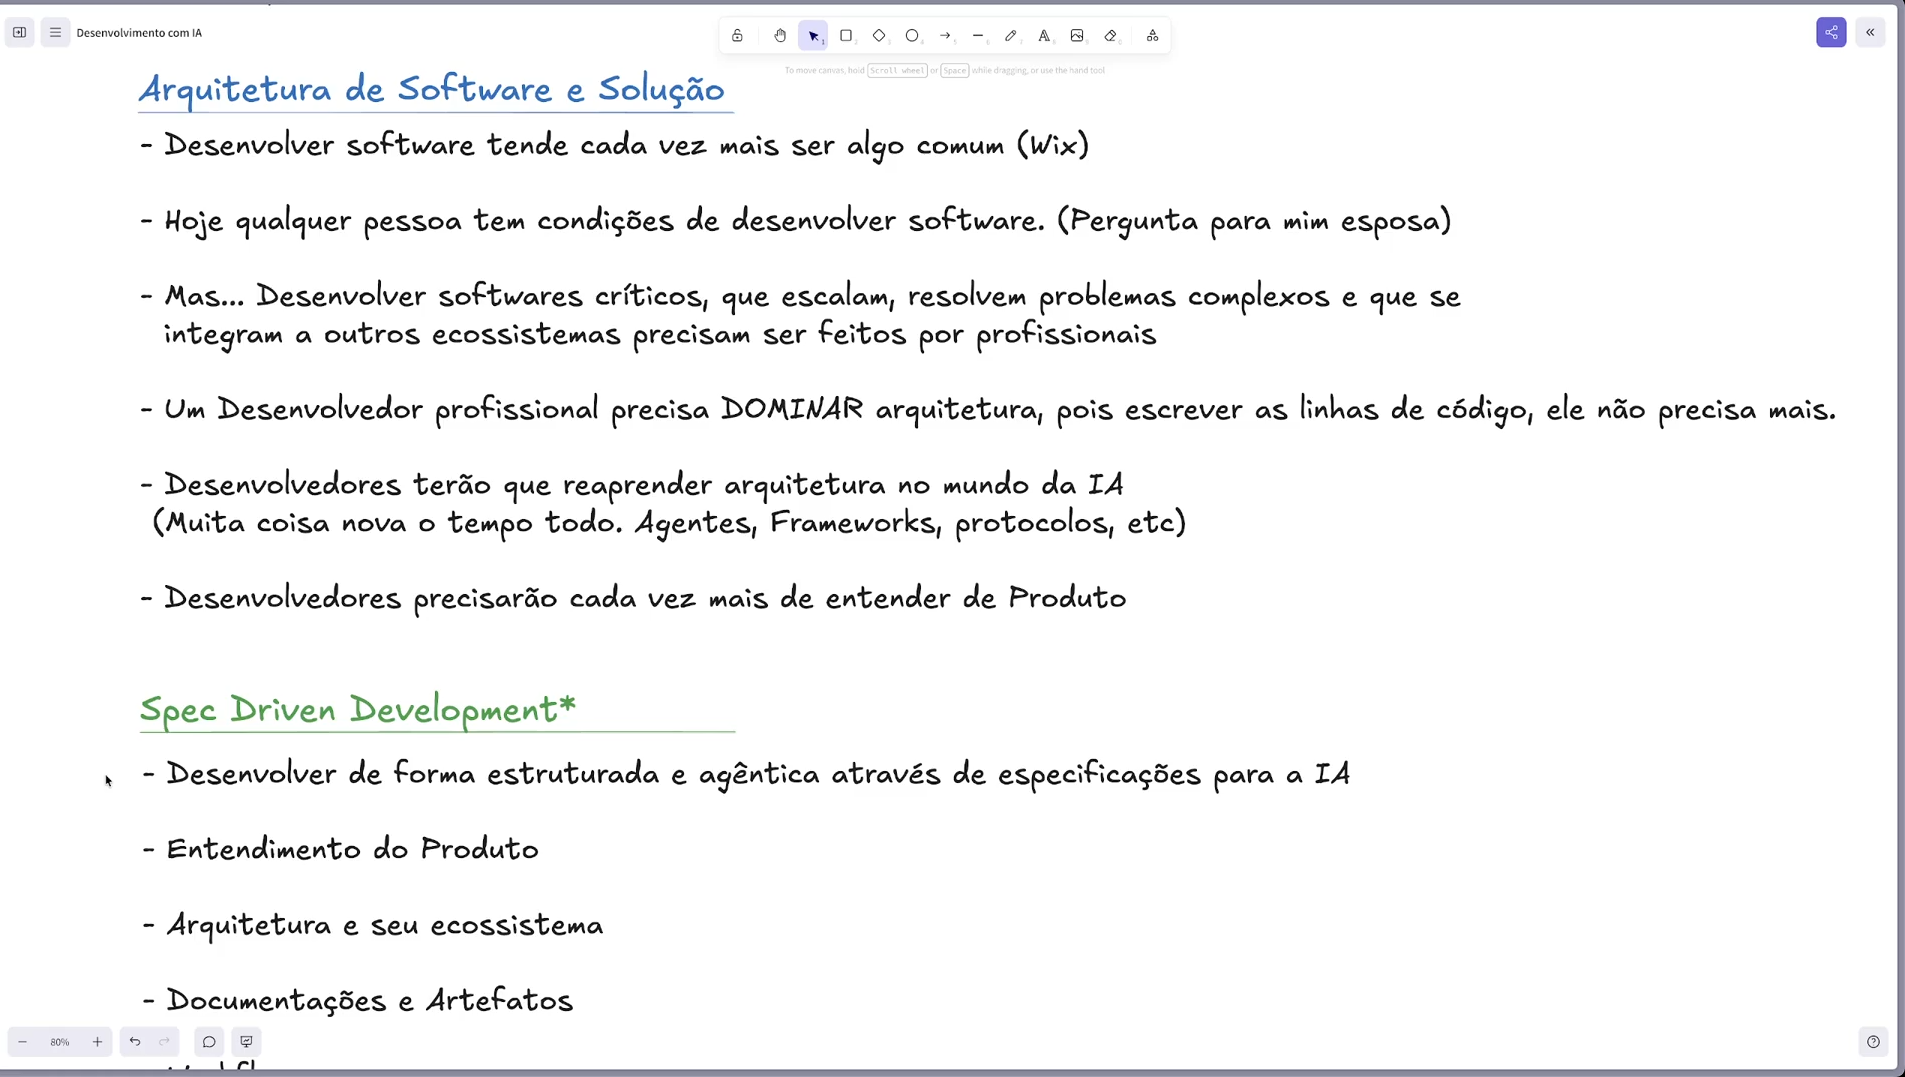 Desenvolvimento com IA
To move canvas, hold Scroll wheel or Space while dragging, or use the hand tool
Arquitetura de Software e Solução
- Desenvolver software tende cada vez mais ser algo comum (Wix)
- Hoje qualquer pessoa tem condições de desenvolver software. (Pergunta para mim esposa)
- Mas... Desenvolver softwares críticos, que escalam, resolvem problemas complexos e que se
integram a outros ecossistemas precisam ser feitos por profissionais
- Um Desenvolvedor profissional precisa DOMINAR arquitetura, pois escrever as linhas de código, ele não precisa mais.
- Desenvolvedores terão que reaprender arquitetura no mundo da IA
(Muita coisa nova o tempo todo. Agentes, Frameworks, protocolos, etc)
- Desenvolvedores precisarão cada vez mais de entender de Produto
Spec Driven Development*
- Desenvolver de forma estruturada e agêntica através de especificações para a IA
- Entendimento do Produto
- Arquitetura e seu ecossistema
- Documentações e Artefatos
80%